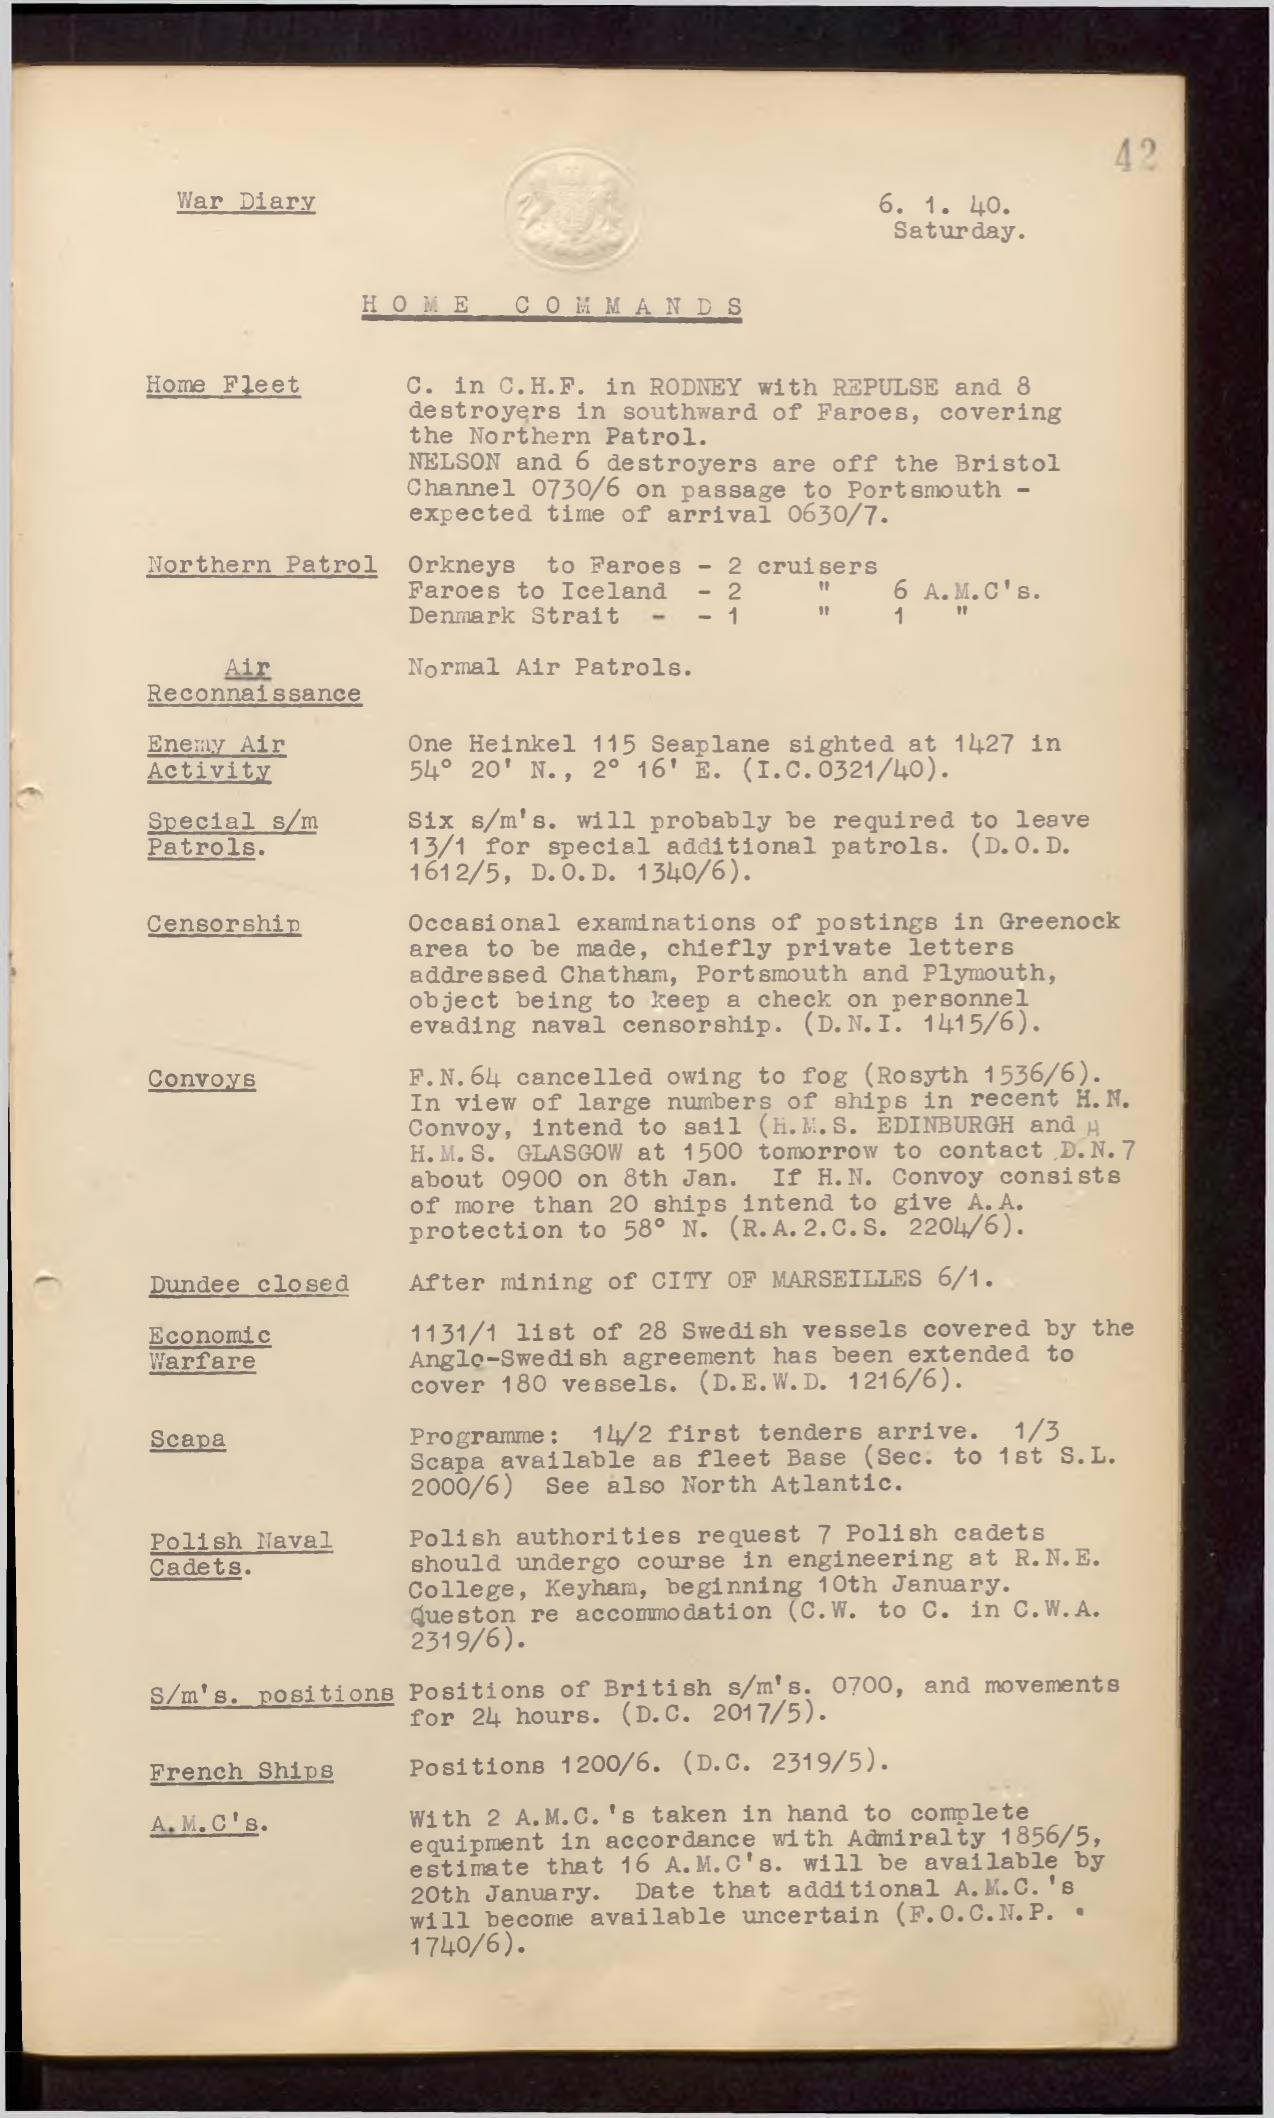 42
War Diary
6. 1. 40.
Saturday.
HOME COMMANDS
Home Fleet
C. in C.H.F. in RODNEY with REPULSE and 8
destroyers in southward of Faroes, covering
the Northern Patrol.
NELSON and 6 destroyers are off the Bristol
Channel 0730/6 on passage to Portsmouth -
expected time of arrival 0630/7.
Northern Patrol
Orkneys to Faroes - 2 cruisers
Faroes to Iceland - 2 " 6 A.M.C's.
Denmark Strait - - 1 " 1 "
Air
Reconnaissance
Normal Air Patrols.
Enemy Air
Activity
One Heinkel 115 Seaplane sighted at 1427 in
54° 20' N., 2° 16' E. (I.C.0321/40).
Special s/m
Patrols.
Six s/m's. will probably be required to leave
13/1 for special additional patrols. (D.O.D.
1612/5, D.O.D. 1340/6).
Censorship
Occasional examinations of postings in Greenock
area to be made, chiefly private letters
addressed Chatham, Portsmouth and Plymouth,
object being to keep a check on personnel
evading naval censorship. (D.N.I. 1415/6).
Convoys
F.N.64 cancelled owing to fog (Rosyth 1536/6).
In view of large numbers of ships in recent H.N.
Convoy, intend to sail (H.M.S. EDINBURGH and
H.M.S. GLASGOW at 1500 tomorrow to contact D.N.7
about 0900 on 8th Jan. If H.N. Convoy consists
of more than 20 ships intend to give A.A.
protection to 58° N. (R.A.2.C.S. 2204/6).
Dundee closed
After mining of CITY OF MARSEILLES 6/1.
Economic
Warfare
1131/1 list of 28 Swedish vessels covered by the
Anglo-Swedish agreement has been extended to
cover 180 vessels. (D.E.W.D. 1216/6).
Scapa
Programme: 14/2 first tenders arrive. 1/3
Scapa available as fleet Base (Sec. to 1st S.L.
2000/6) See also North Atlantic.
Polish Naval
Cadets.
Polish authorities request 7 Polish cadets
should undergo course in engineering at R.N.E.
College, Keyham, beginning 10th January.
Queston re accommodation (C.W. to C. in C.W.A.
2319/6).
S/m's. positions
Positions of British s/m's. 0700, and movements
for 24 hours. (D.C. 2017/5).
French Ships
Positions 1200/6. (D.C. 2319/5).
A.M.C's.
With 2 A.M.C.'s taken in hand to complete
equipment in accordance with Admiralty 1856/5,
estimate that 16 A.M.C's. will be available by
20th January. Date that additional A.M.C.'s
will become available uncertain (F.O.C.N.P.
1740/6).